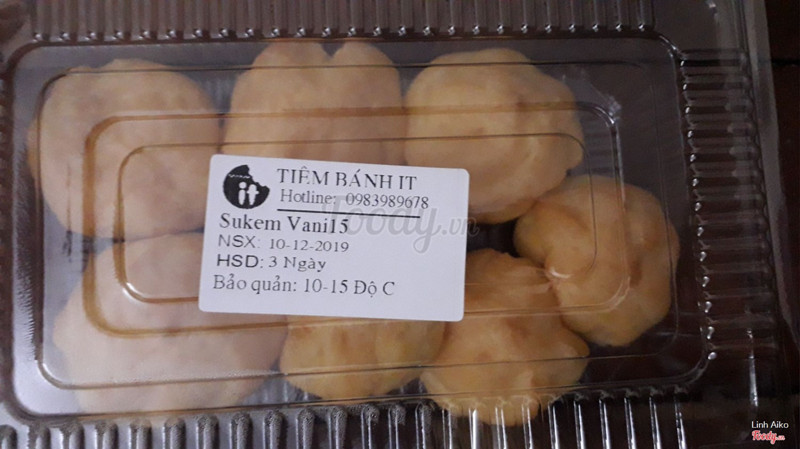 it
TIỆM BÁNH IT
Hotline: 0983989678
Sukem Vani15
NSX: 10-12-2019
HSD: 3 Ngày
Bảo quản: 10-15 Độ C
Foody.vn
Linh Aiko
Foody.vn